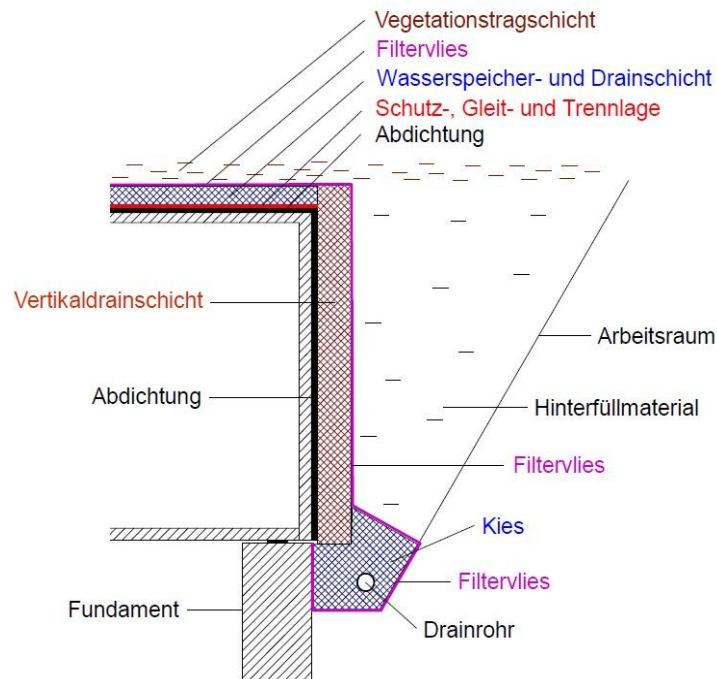 Vegetationstragschicht
Filtervlies
Wasserspeicher- und Drainschicht
Schutz-, Gleit- und Trennlage
Abdichtung
Vertikaldrainschicht
Arbeitsraum
Abdichtung
Hinterfüllmaterial
Filtervlies
Kies
Filtervlies
Fundament
Drainrohr